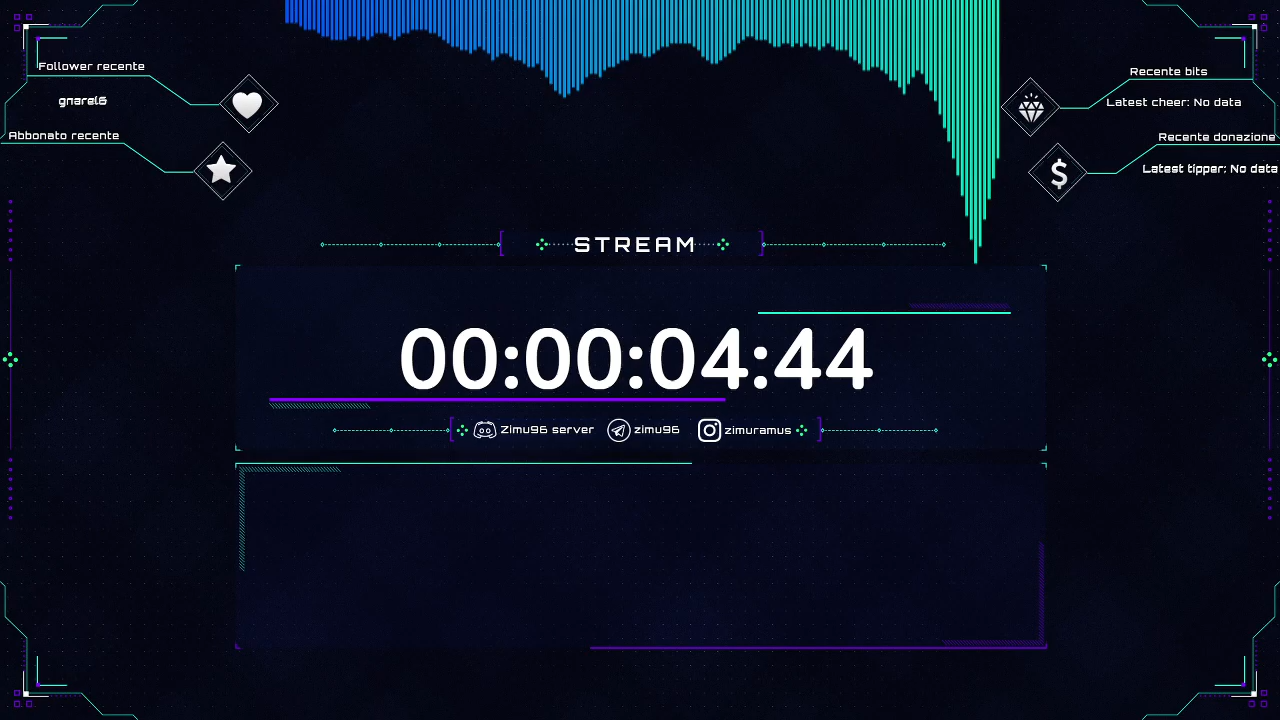 Follower recente
gnarel6
Abbonato recente
Recente bits
Latest cheer: No data
Recente donazione
Latest tipper: No data
STREAM
00:00:04:44
Zimu96 server zimu96 zimuramus